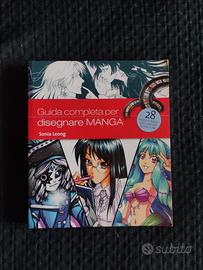 Guida completa per
disegnare MANGA
Sonia Leong
28
subito